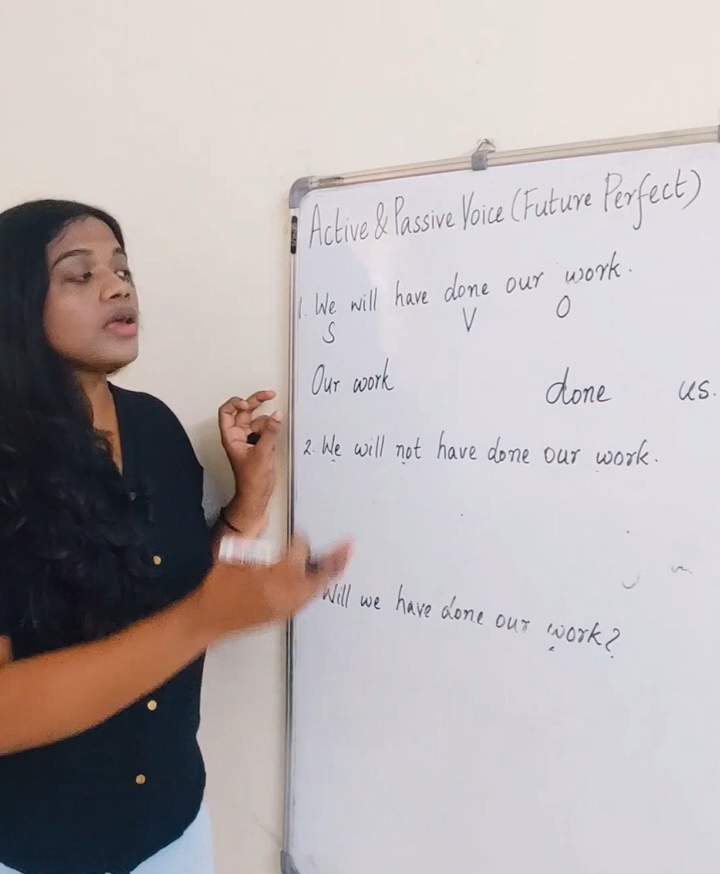 Active & Passive Voice (Future Perfect)
1. We will have done our work.
S V O
Our work done us.
2. We will not have done our work.
Will we have done our work?